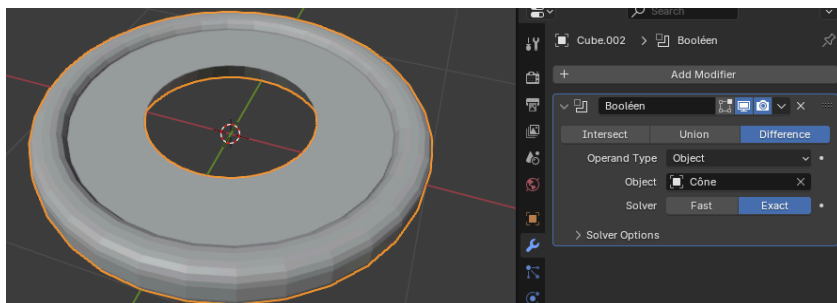 Search
Cube.002 > Booléen
+ Add Modifier
Booléen
Intersect Union Difference
Operand Type Object
Object Cône
Solver Fast Exact
> Solver Options